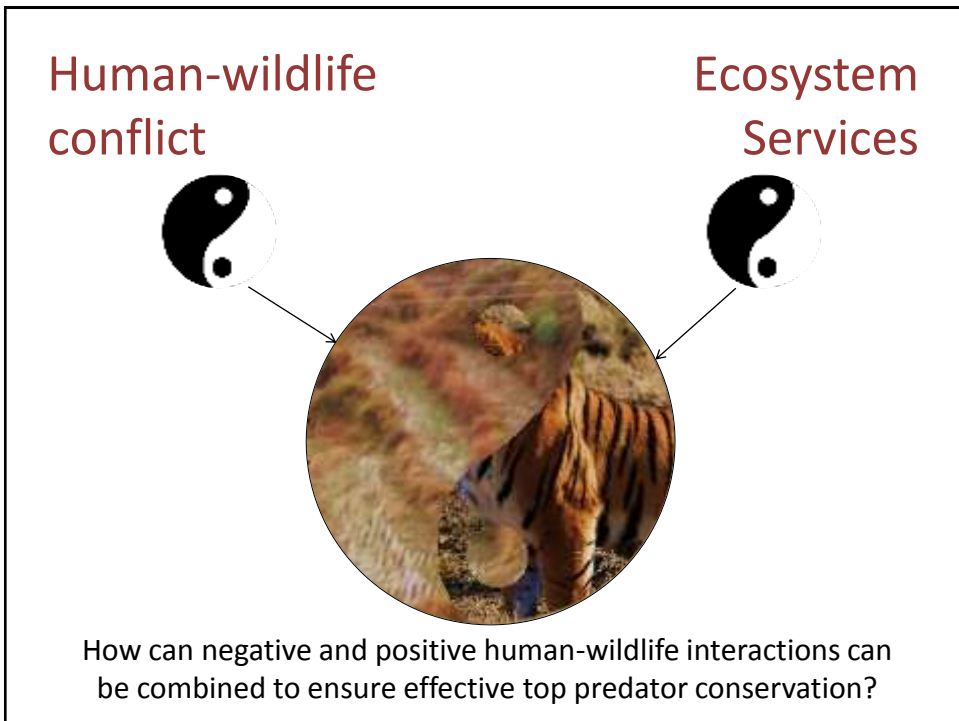 Human-wildlife
conflict
Ecosystem
Services
How can negative and positive human-wildlife interactions can
be combined to ensure effective top predator conservation?